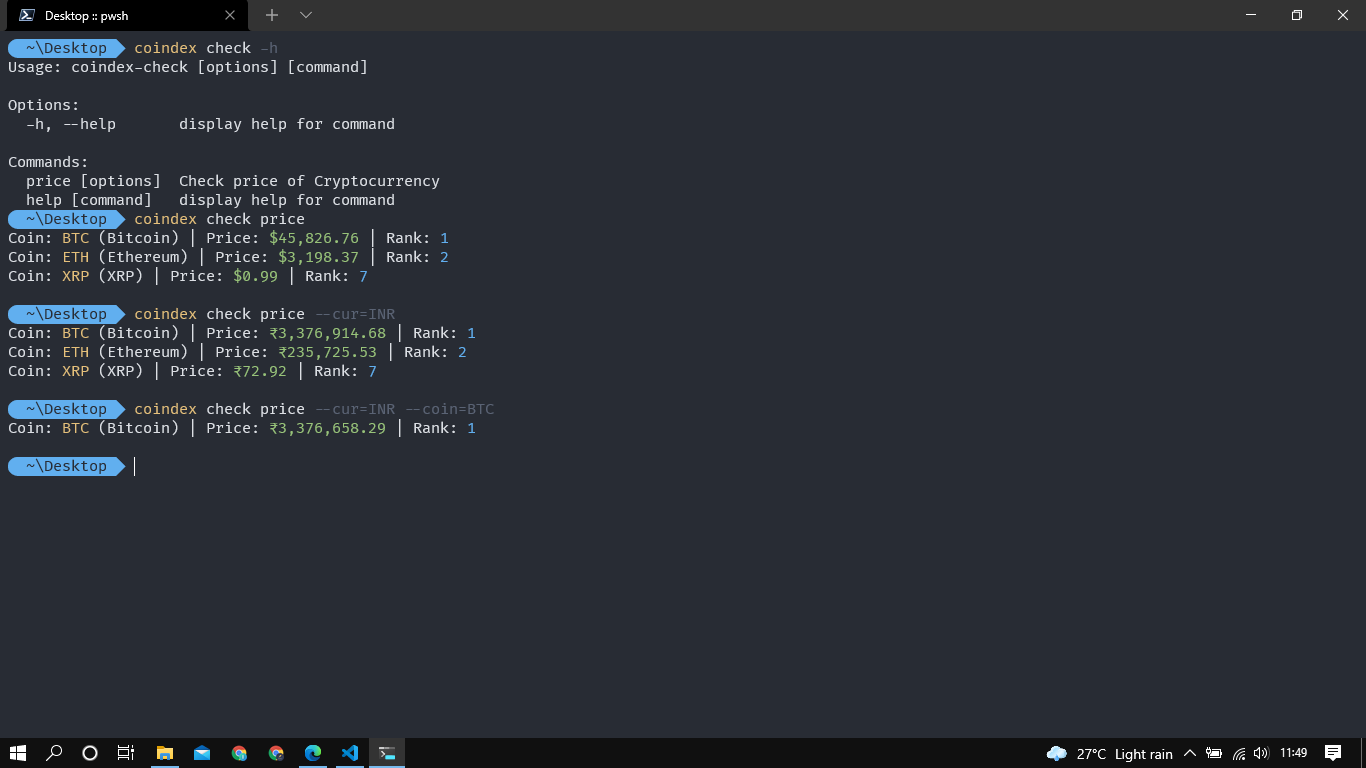 Desktop :: pwsh
~\Desktop coindex check -h
Usage: coindex-check [options] [command]
Options:
-h, --help display help for command
Commands:
price [options] Check price of Cryptocurrency
help [command] display help for command
~\Desktop coindex check price
Coin: BTC (Bitcoin) | Price: $45,826.76 | Rank: 1
Coin: ETH (Ethereum) | Price: $3,198.37 | Rank: 2
Coin: XRP (XRP) | Price: $0.99 | Rank: 7
~\Desktop coindex check price --cur=INR
Coin: BTC (Bitcoin) | Price: ₹3,376,914.68 | Rank: 1
Coin: ETH (Ethereum) | Price: ₹235,725.53 | Rank: 2
Coin: XRP (XRP) | Price: ₹72.92 | Rank: 7
~\Desktop coindex check price --cur=INR --coin=BTC
Coin: BTC (Bitcoin) | Price: ₹3,376,658.29 | Rank: 1
~\Desktop
27°C Light rain 11:49